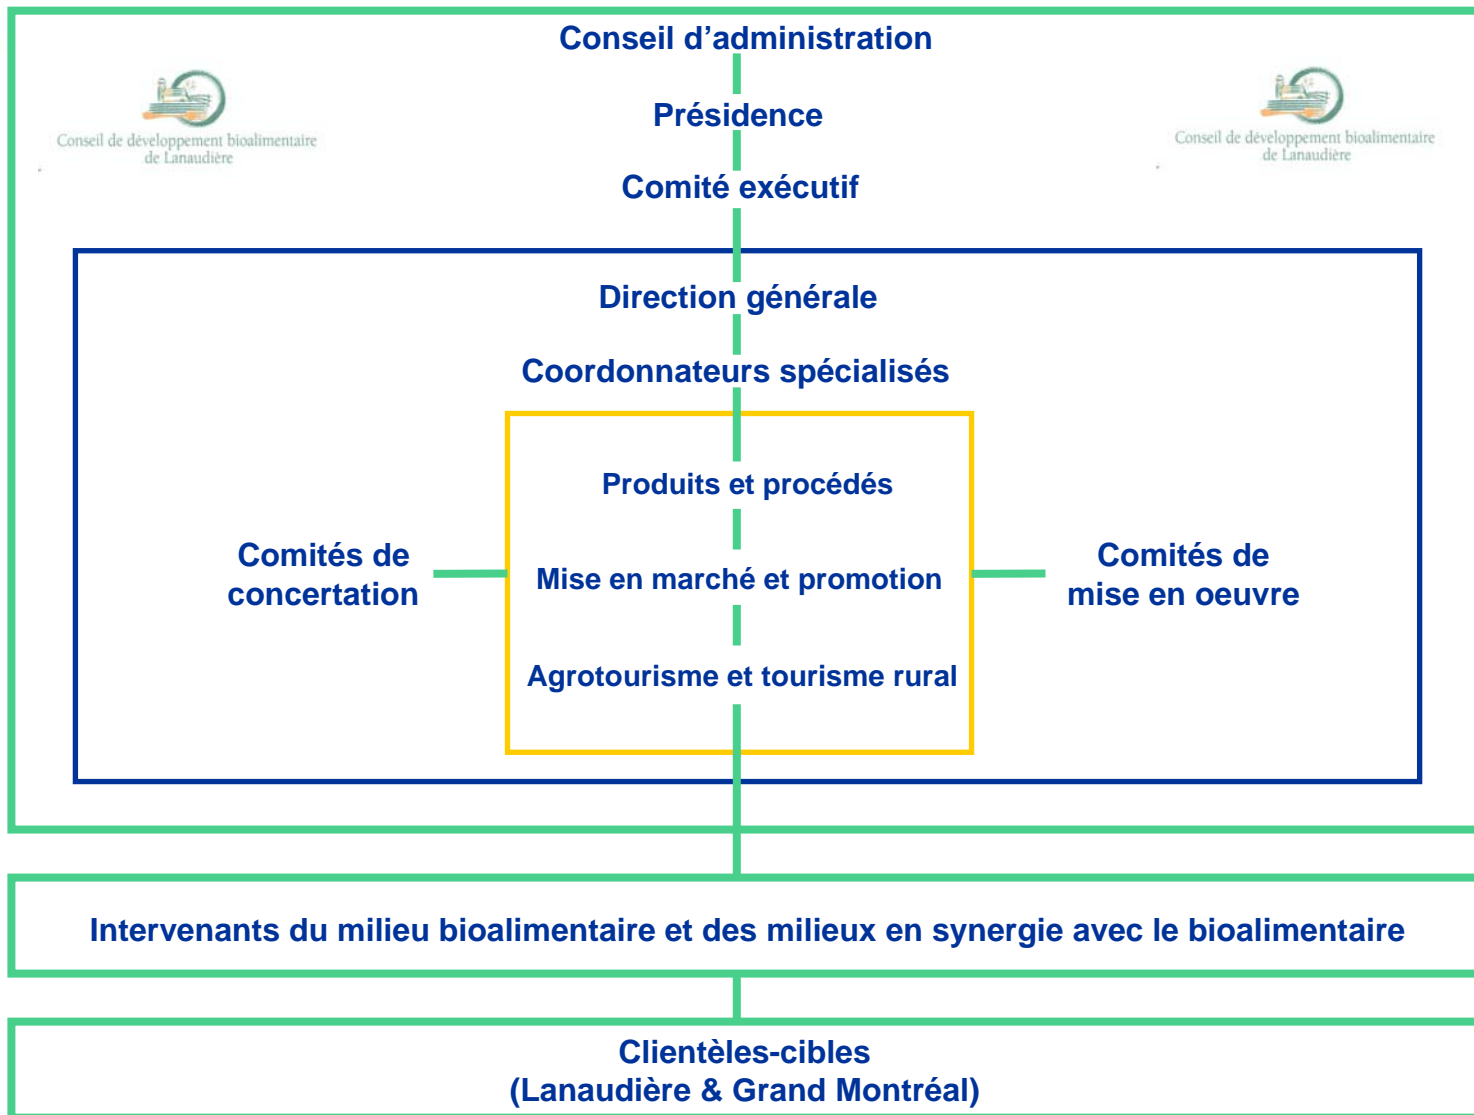 Conseil d'administration
Conseil de développement bioalimentaire
de Lanaudière
Présidence
Conseil de développement bioalimentaire
de Lanaudière
Comité exécutif
Direction générale
Coordonnateurs spécialisés
Produits et procédés
Comités de
concertation
Mise en marché et promotion
Comités de
mise en oeuvre
Agrotourisme et tourisme rural
Intervenants du milieu bioalimentaire et des milieux en synergie avec le bioalimentaire
Clientèles-cibles
(Lanaudière & Grand Montréal)